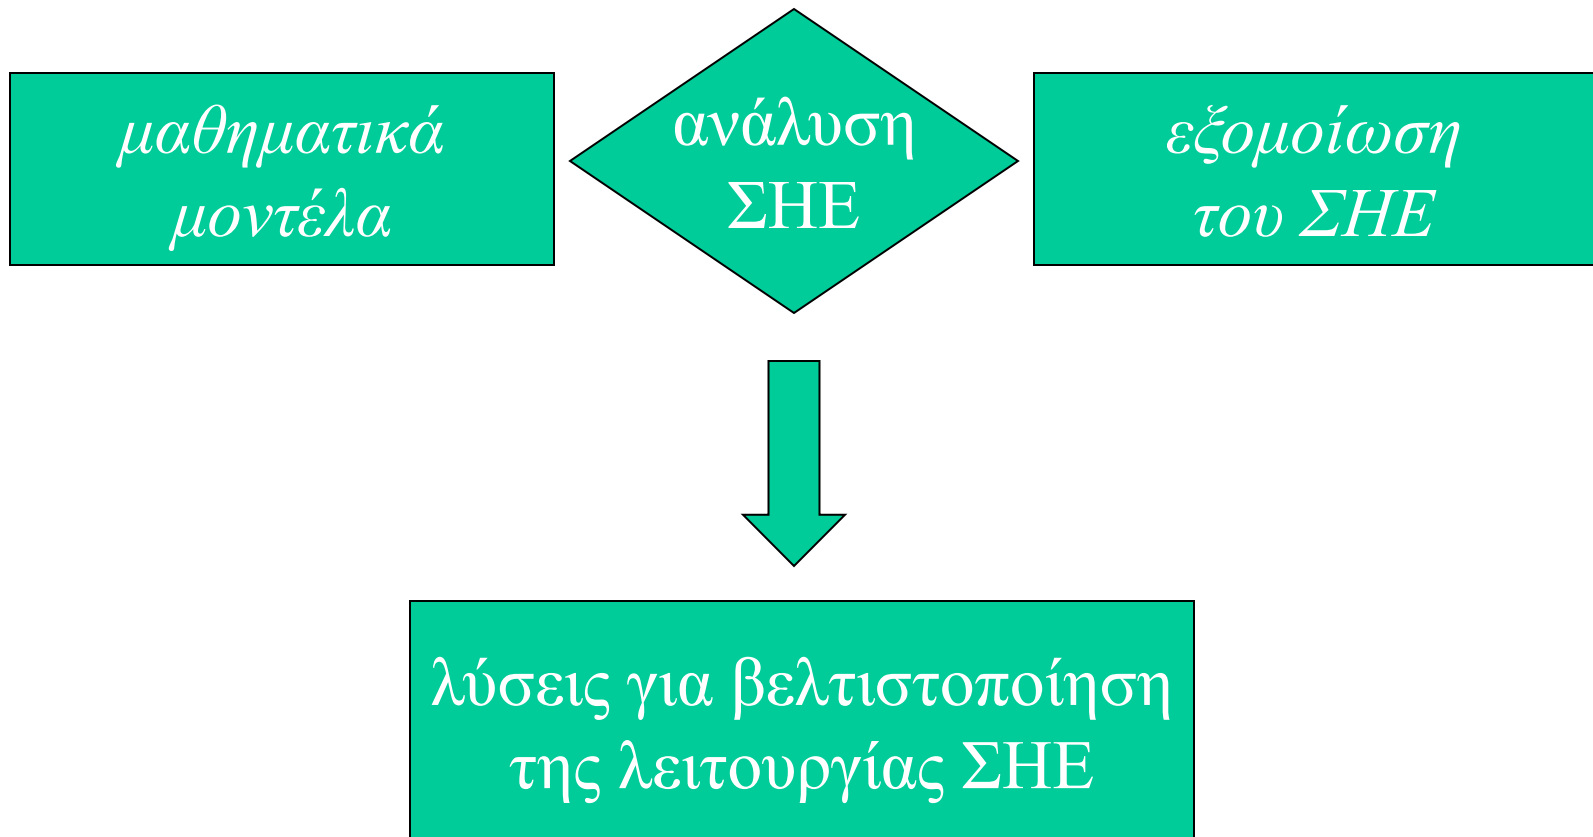 μαθηματικά
μοντέλα
ανάλυση
ΣΗΕ
εξομοίωση
του ΣΗΕ
λύσεις για βελτιστοποίηση
της λειτουργίας ΣΗΕ